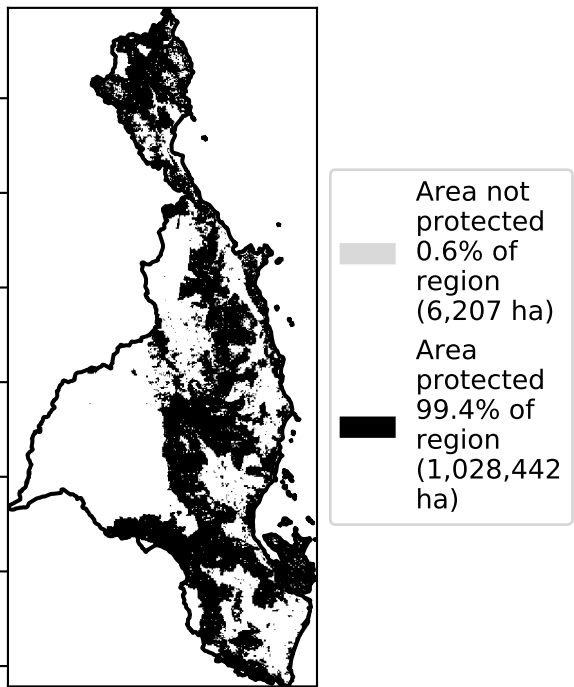 Area not
protected
0.6% of
region
(6,207 ha)
Area
protected
99.4% of
region
(1,028,442
ha)